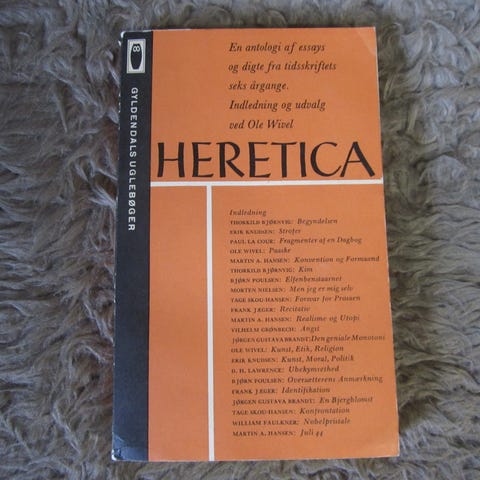 8
GYLDENDALS UGLEBØGER
En antologi af essays
og digte fra tidsskriftets
seks årgange.
Indledning og udvalg
ved Ole Wivel
HERETICA
Indledning
THORKILD BJØRNVIG: Begyndelsen
ERIK KNUDSEN: Strofer
PAUL LA COUR: Fragmenter af en Dagbog
OLE WIVEL: Paaske
MARTIN A. HANSEN: Konvention og Formaand
THORKILD BJØRNVIG: Kim
BJØRN POULSEN: Elfenbenstaarnet
MORTEN NIELSEN: Men jeg er mig selv
TAGE SKOU-HANSEN: Forsvar for Prosaen
FRANK JÆGER: Recitativ
MARTIN A. HANSEN: Realisme og Utopi
VILHELM GRØNBECH: Angst
JØRGEN GUSTAVA BRANDT: Den geniale Monotoni
OLE WIVEL: Kunst, Etik, Religion
ERIK KNUDSEN: Kunst, Moral, Politik
D. H. LAWRENCE: Ubekymrethed
BJØRN POULSEN: Oversætterens Anmærkning
FRANK JÆGER: Identifikation
JØRGEN GUSTAVA BRANDT: En Bjergblomst
TAGE SKOU-HANSEN: Konfrontation
WILLIAM FAULKNER: Nobelpristale
MARTIN A. HANSEN: Juli 44